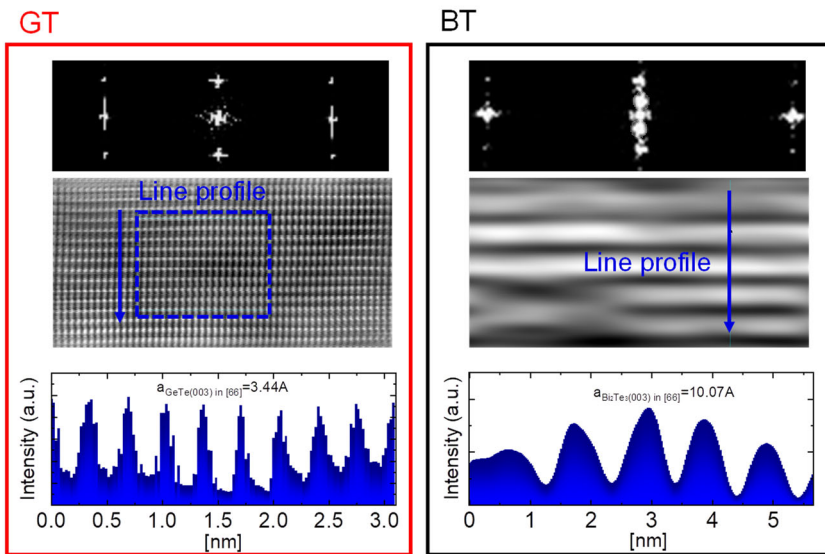 GT
Line profile
a GeTe(003) in [66]=3.44A
Intensity (a.u.)
0.0 0.5 1.0 1.5 2.0 2.5 3.0
[nm]
BT
Line profile
a Bi2Te3(003) in [66]=10.07A
Intensity (a.u.)
0 1 2 3 4 5
[nm]